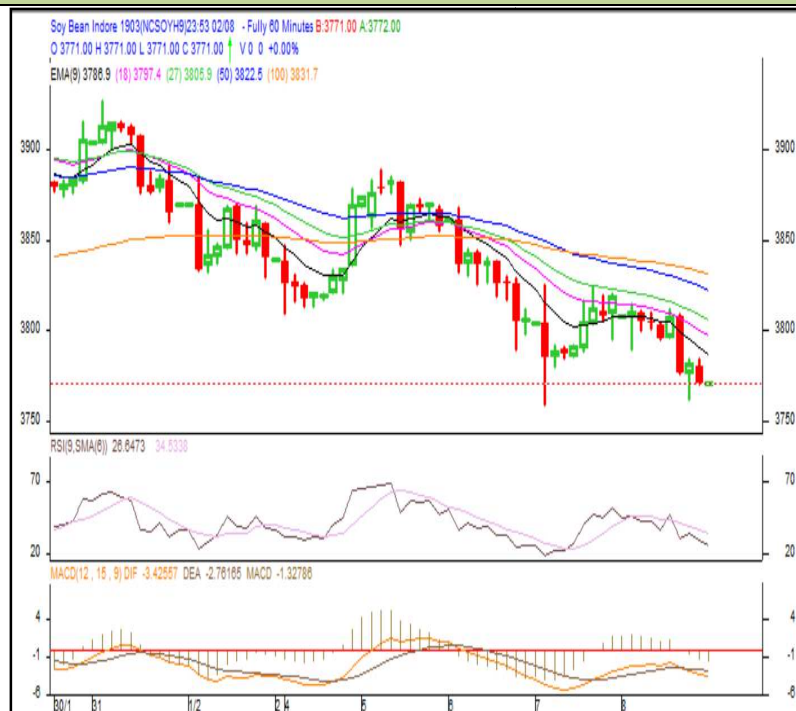 Soy Bean Indore 1903(NCSOYH9)23:53 02/08 - Fully 60 Minutes B:3771.00 A:3772.00
O 3771.00 H 3771.00 L 3771.00 C 3771.00 V 0 0 +0.00%
EMA(9) 3786.9 (18) 3797.4 (27) 3805.9 (50) 3822.5 (100) 3831.7
3900 3900
3850 3850
3800 3800
3750 3750
RSI(9,SMA(6)) 26.6473 34.5338
70 70
20 20
MACD(12 , 15 , 9) DIF -3.42557 DEA -2.76165 MACD -1.32786
4 4
-1 -1
-6 -6
30/1 31 1/2 2 4 5 6 7 8